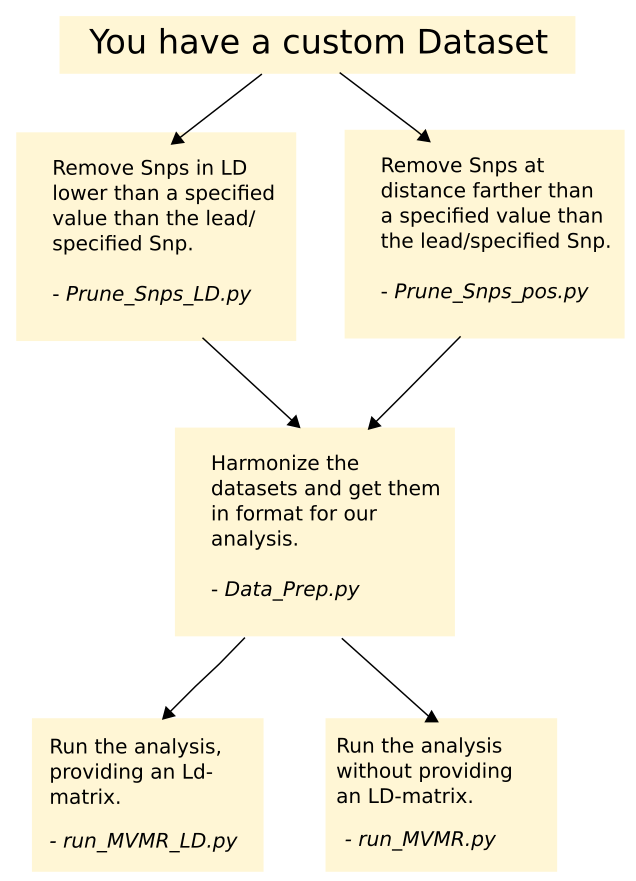 You have a custom Dataset
Remove Snps in LD
lower than a specified
value than the lead/
specified Snp.
- Prune_Snps_LD.py
Remove Snps at
distance farther than
a specified value than
the lead/specified Snp.
- Prune_Snps_pos.py
Harmonize the
datasets and get them
in format for our
analysis.
- Data_Prep.py
Run the analysis,
providing an Ld-
matrix.
- run_MVMR_LD.py
Run the analysis
without providing
an LD-matrix.
- run_MVMR.py